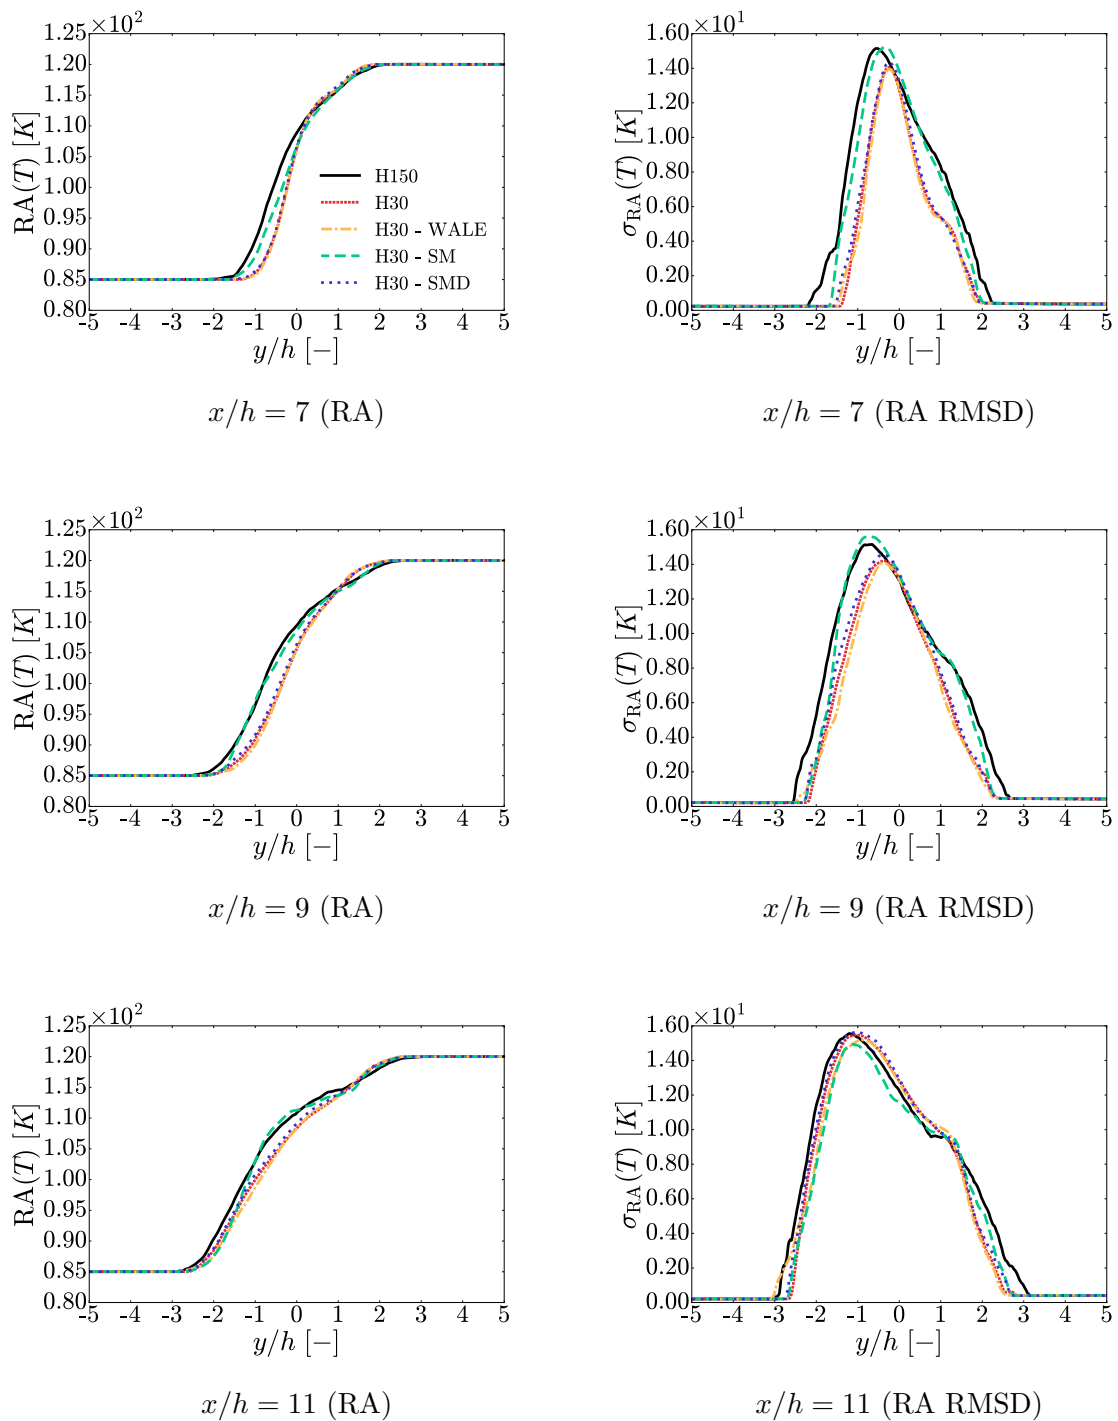 1.25 ×10²
1.20
1.15
1.10
1.05
1.00
0.95
0.90
0.85
0.80
RA(T) [K]
-5 -4 -3 -2 -1 0 1 2 3 4 5
y/h [−]
H150
H30
H30 - WALE
H30 - SM
H30 - SMD
x/h = 7 (RA)
1.60 ×10¹
1.40
1.20
1.00
0.80
0.60
0.40
0.20
0.00
σRA(T) [K]
-5 -4 -3 -2 -1 0 1 2 3 4 5
y/h [−]
x/h = 7 (RA RMSD)
1.25 ×10²
1.20
1.15
1.10
1.05
1.00
0.95
0.90
0.85
0.80
RA(T) [K]
-5 -4 -3 -2 -1 0 1 2 3 4 5
y/h [−]
x/h = 9 (RA)
1.60 ×10¹
1.40
1.20
1.00
0.80
0.60
0.40
0.20
0.00
σRA(T) [K]
-5 -4 -3 -2 -1 0 1 2 3 4 5
y/h [−]
x/h = 9 (RA RMSD)
1.25 ×10²
1.20
1.15
1.10
1.05
1.00
0.95
0.90
0.85
0.80
RA(T) [K]
-5 -4 -3 -2 -1 0 1 2 3 4 5
y/h [−]
x/h = 11 (RA)
1.60 ×10¹
1.40
1.20
1.00
0.80
0.60
0.40
0.20
0.00
σRA(T) [K]
-5 -4 -3 -2 -1 0 1 2 3 4 5
y/h [−]
x/h = 11 (RA RMSD)